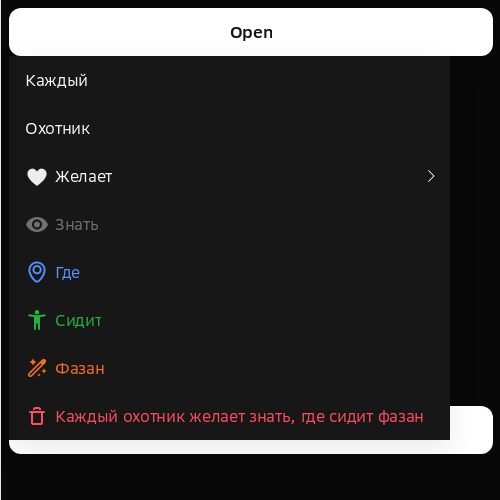 Open
Каждый
Охотник
Желает
Знать
Где
Сидит
Фазан
Каждый охотник желает знать, где сидит фазан